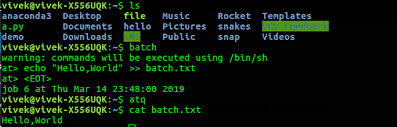 vivek@vivek-X556UQK:~$ ls
anaconda3 Desktop file Music Rocket Templates
a.py Documents hello Pictures snakes
demo Downloads Public snap Videos
vivek@vivek-X556UQK:~$ batch
warning: commands will be executed using /bin/sh
at> echo "Hello,World" >> batch.txt
at> <EOT>
job 6 at Thu Mar 14 23:48:00 2019
vivek@vivek-X556UQK:~$ atq
vivek@vivek-X556UQK:~$ cat batch.txt
Hello,World